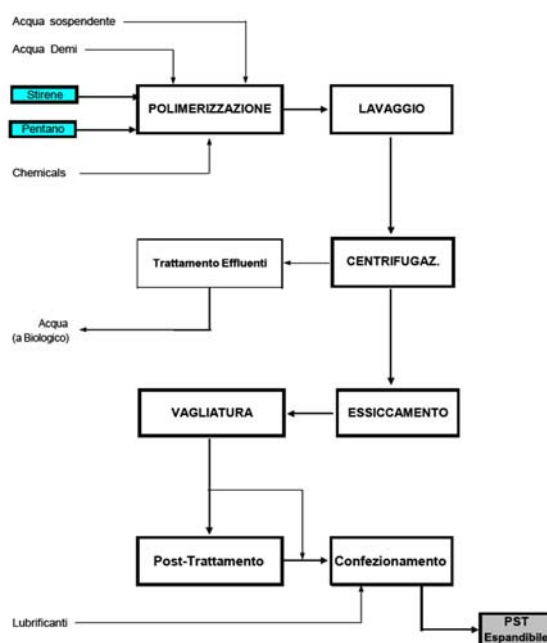 Acqua sospendente
Acqua Demi
Stirene
POLIMERIZZAZIONE
LAVAGGIO
Pentano
Chemicals
Trattamento Effluenti
CENTRIFUGAZ.
Acqua
(a Biologico)
VAGLIATURA
ESSICCAMENTO
Post-Trattamento
Confezionamento
Lubrificanti
PST
Espandibile